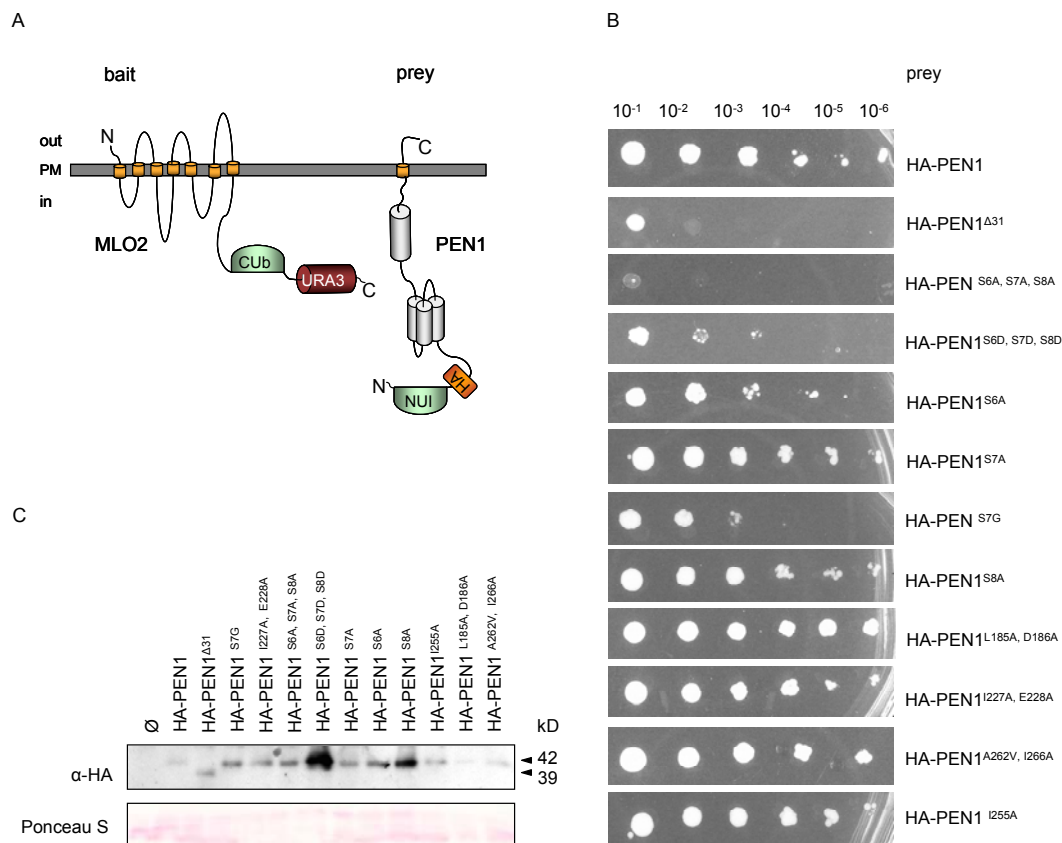 A
bait
prey
out
N
C
PM
in
MLO2
PEN1
CUb
URA3
C
HA
N
NUI
B
prey
10-1 10-2 10-3 10-4 10-5 10-6
HA-PEN1
HA-PEN1Δ31
HA-PEN S6A, S7A, S8A
HA-PEN1S6D, S7D, S8D
HA-PEN1S6A
HA-PEN1S7A
HA-PEN S7G
HA-PEN1S8A
HA-PEN1L185A, D186A
HA-PEN1I227A, E228A
HA-PEN1A262V, I266A
HA-PEN1 I255A
C
Ø
HA-PEN1
HA-PEN1Δ31
HA-PEN1 S7G
HA-PEN1 I227A, E228A
HA-PEN1 S6A, S7A, S8A
HA-PEN1 S6D, S7D, S8D
HA-PEN1 S7A
HA-PEN1 S6A
HA-PEN1 S8A
HA-PEN1 I255A
HA-PEN1 L185A, D186A
HA-PEN1 A262V, I266A
kD
α-HA
42
39
Ponceau S